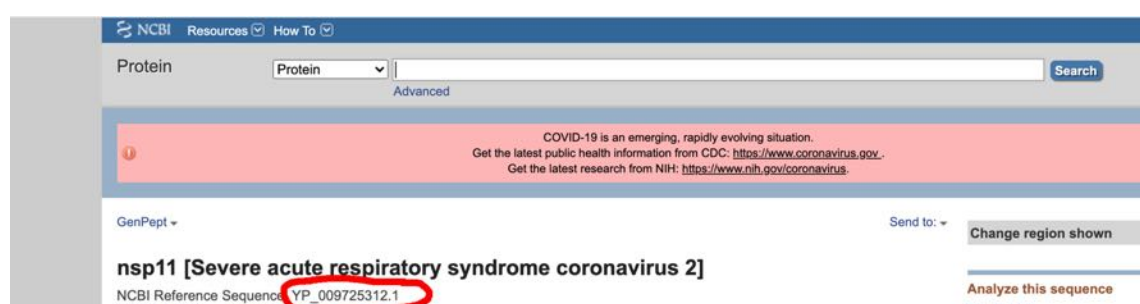 NCBI Resources How To
Protein Protein Search
Advanced
COVID-19 is an emerging, rapidly evolving situation.
Get the latest public health information from CDC: https://www.coronavirus.gov .
Get the latest research from NIH: https://www.nih.gov/coronavirus.
GenPept Send to:
Change region shown
nsp11 [Severe acute respiratory syndrome coronavirus 2]
NCBI Reference Sequence: YP_009725312.1
Analyze this sequence